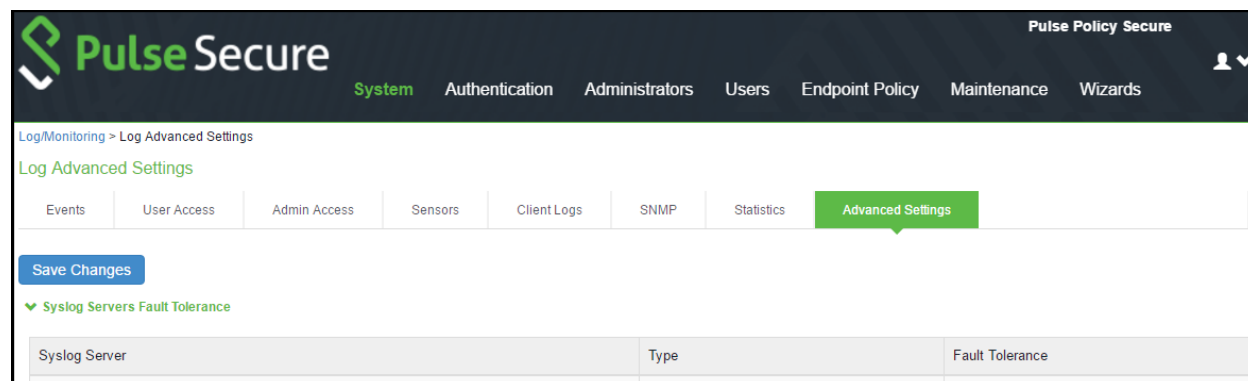 Pulse Policy Secure
Pulse Secure
System Authentication Administrators Users Endpoint Policy Maintenance Wizards
Log/Monitoring > Log Advanced Settings
Log Advanced Settings
Events User Access Admin Access Sensors Client Logs SNMP Statistics Advanced Settings
Save Changes
Syslog Servers Fault Tolerance
Syslog Server Type Fault Tolerance